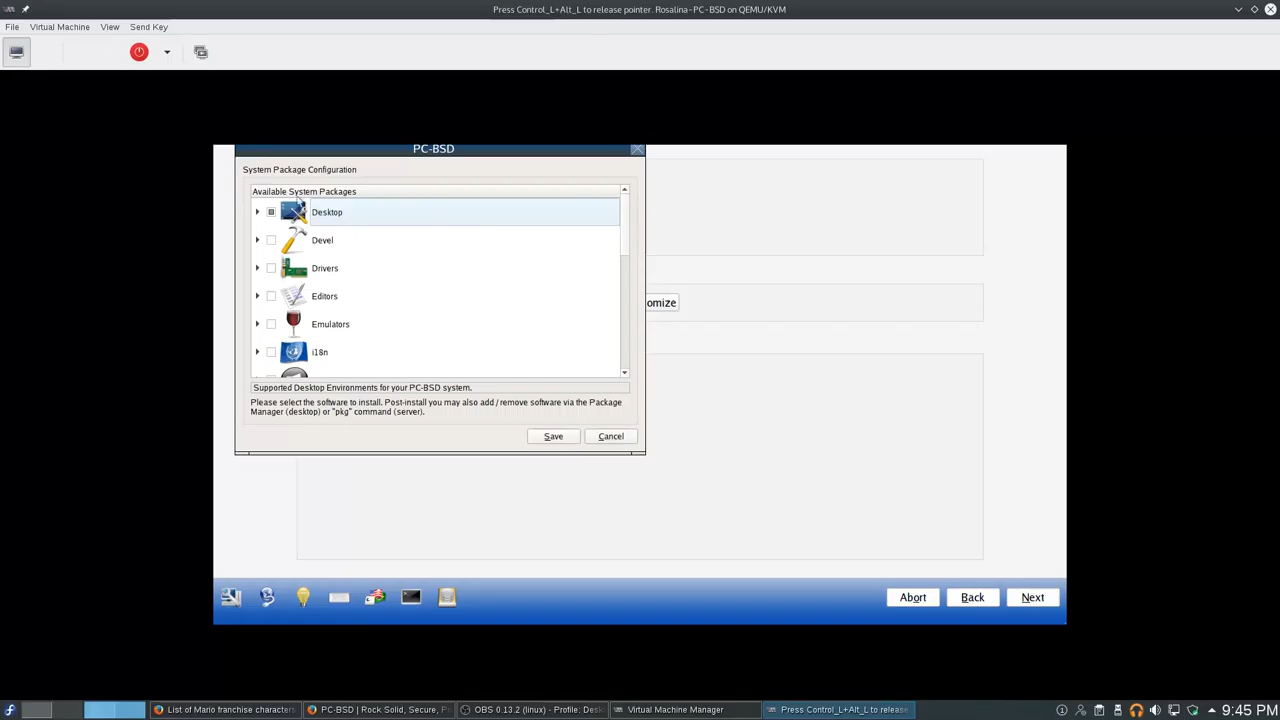 Press Control_L+Alt_L to release pointer. Rosalina-PC-BSD on QEMU/KVM
File Virtual Machine View Send Key
PC-BSD
System Package Configuration
Available System Packages
Desktop
Devel
Drivers
Editors
Emulators
i18n
Supported Desktop Environments for your PC-BSD system.
Please select the software to install. Post-install you may also add / remove software via the Package
Manager (desktop) or "pkg" command (server).
Save Cancel
omize
Abort Back Next
List of Mario franchise characters
PC-BSD | Rock Solid, Secure, P
OBS 0.13.2 (linux) - Profile: Desk
Virtual Machine Manager
Press Control_L+Alt_L to release
9:45 PM